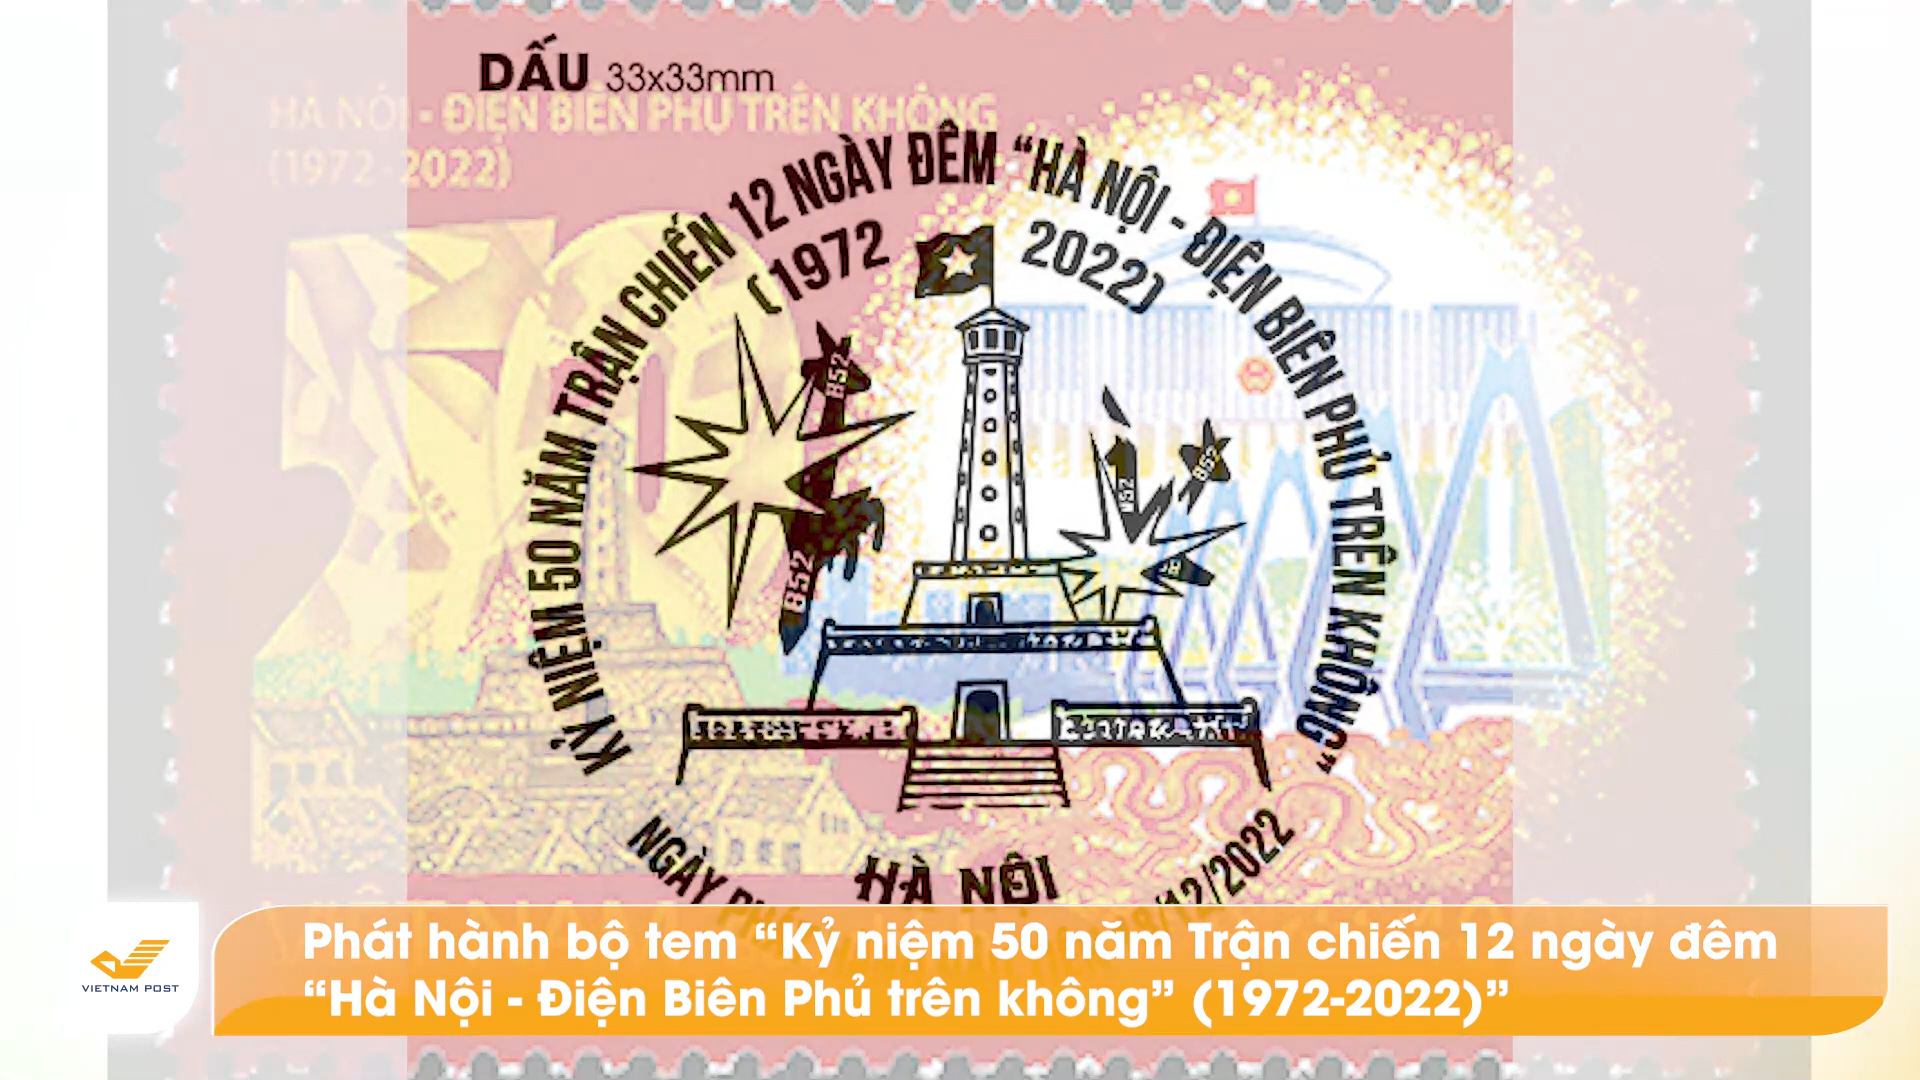 DẤU 33x33mm
HÀ NỘI - ĐIỆN BIÊN PHỦ TRÊN KHÔNG
(1972 - 2022)
KỶ NIỆM 50 NĂM TRẬN CHIẾN 12 NGÀY ĐÊM “HÀ NỘI - ĐIỆN BIÊN PHỦ TRÊN KHÔNG”
(1972 2022)
B52
B52
B52
B52
HÀ NỘI
NGÀY /12/2022
VIETNAM POST
Phát hành bộ tem “Kỷ niệm 50 năm Trận chiến 12 ngày đêm
“Hà Nội - Điện Biên Phủ trên không” (1972-2022)”